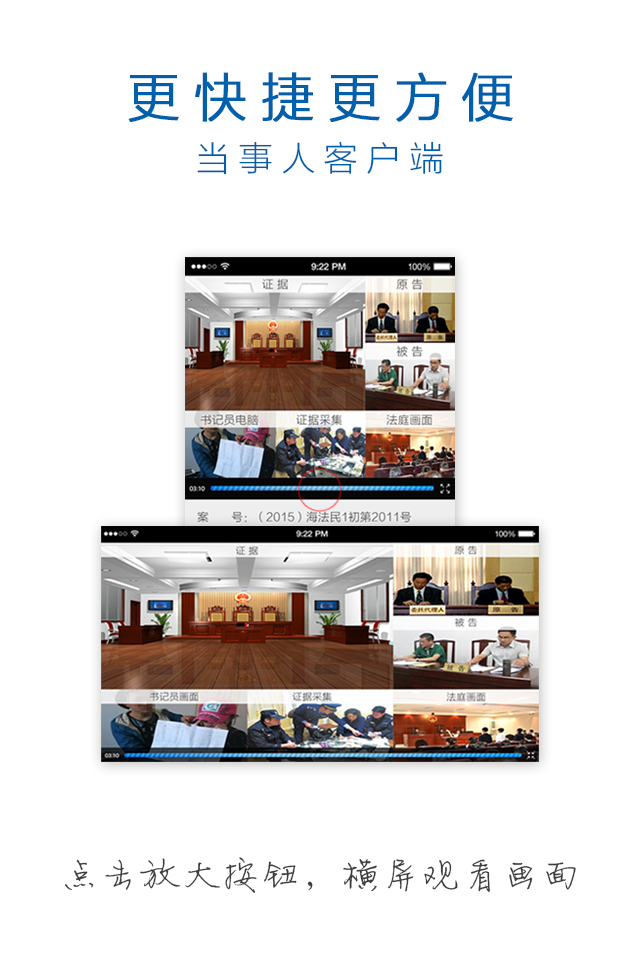 更快捷更方便
当事人客户端
9:22 PM
100%
证据
原告
委托代理人
原告
被告
书记员电脑
证据采集
法庭画面
03:10
案 号：（2015）海法民1初第2011号
9:22 PM
100%
证据
原告
委托代理人
原告
被告
被告
书记员画面
证据采集
法庭画面
03:10
点击放大按钮，横屏观看画面